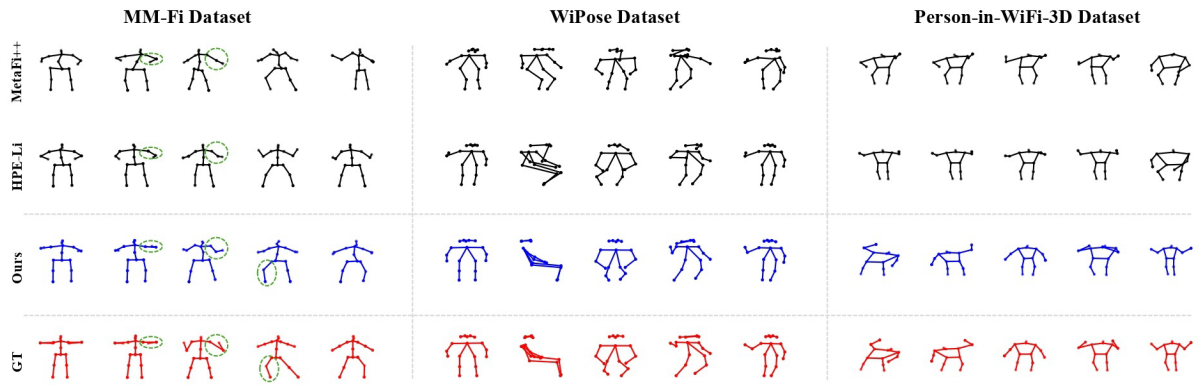 MM-Fi Dataset
WiPose Dataset
Person-in-WiFi-3D Dataset
MetaFi++
HPE-Li
Ours
GT